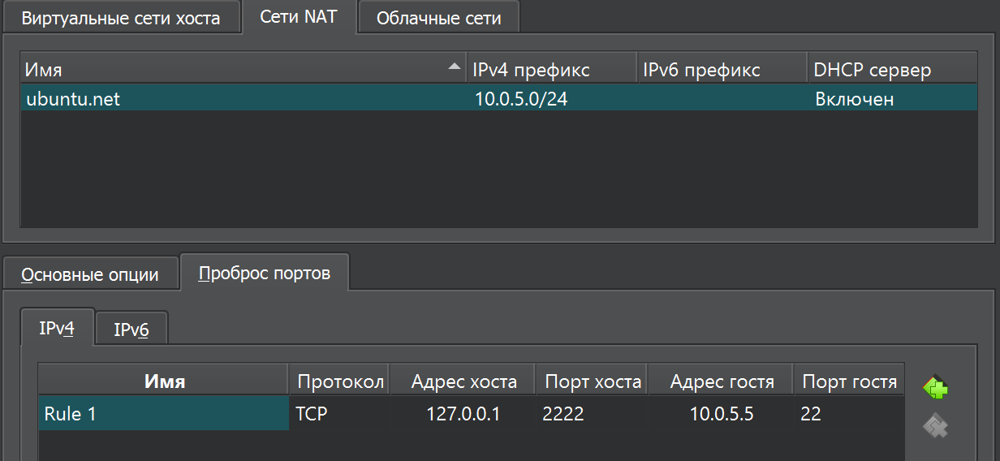 Виртуальные сети хоста Сети NAT Облачные сети
Имя IPv4 префикс IPv6 префикс DHCP сервер
ubuntu.net 10.0.5.0/24 Включен
Основные опции Проброс портов
IPv4 IPv6
Имя Протокол Адрес хоста Порт хоста Адрес гостя Порт гостя
Rule 1 TCP 127.0.0.1 2222 10.0.5.5 22